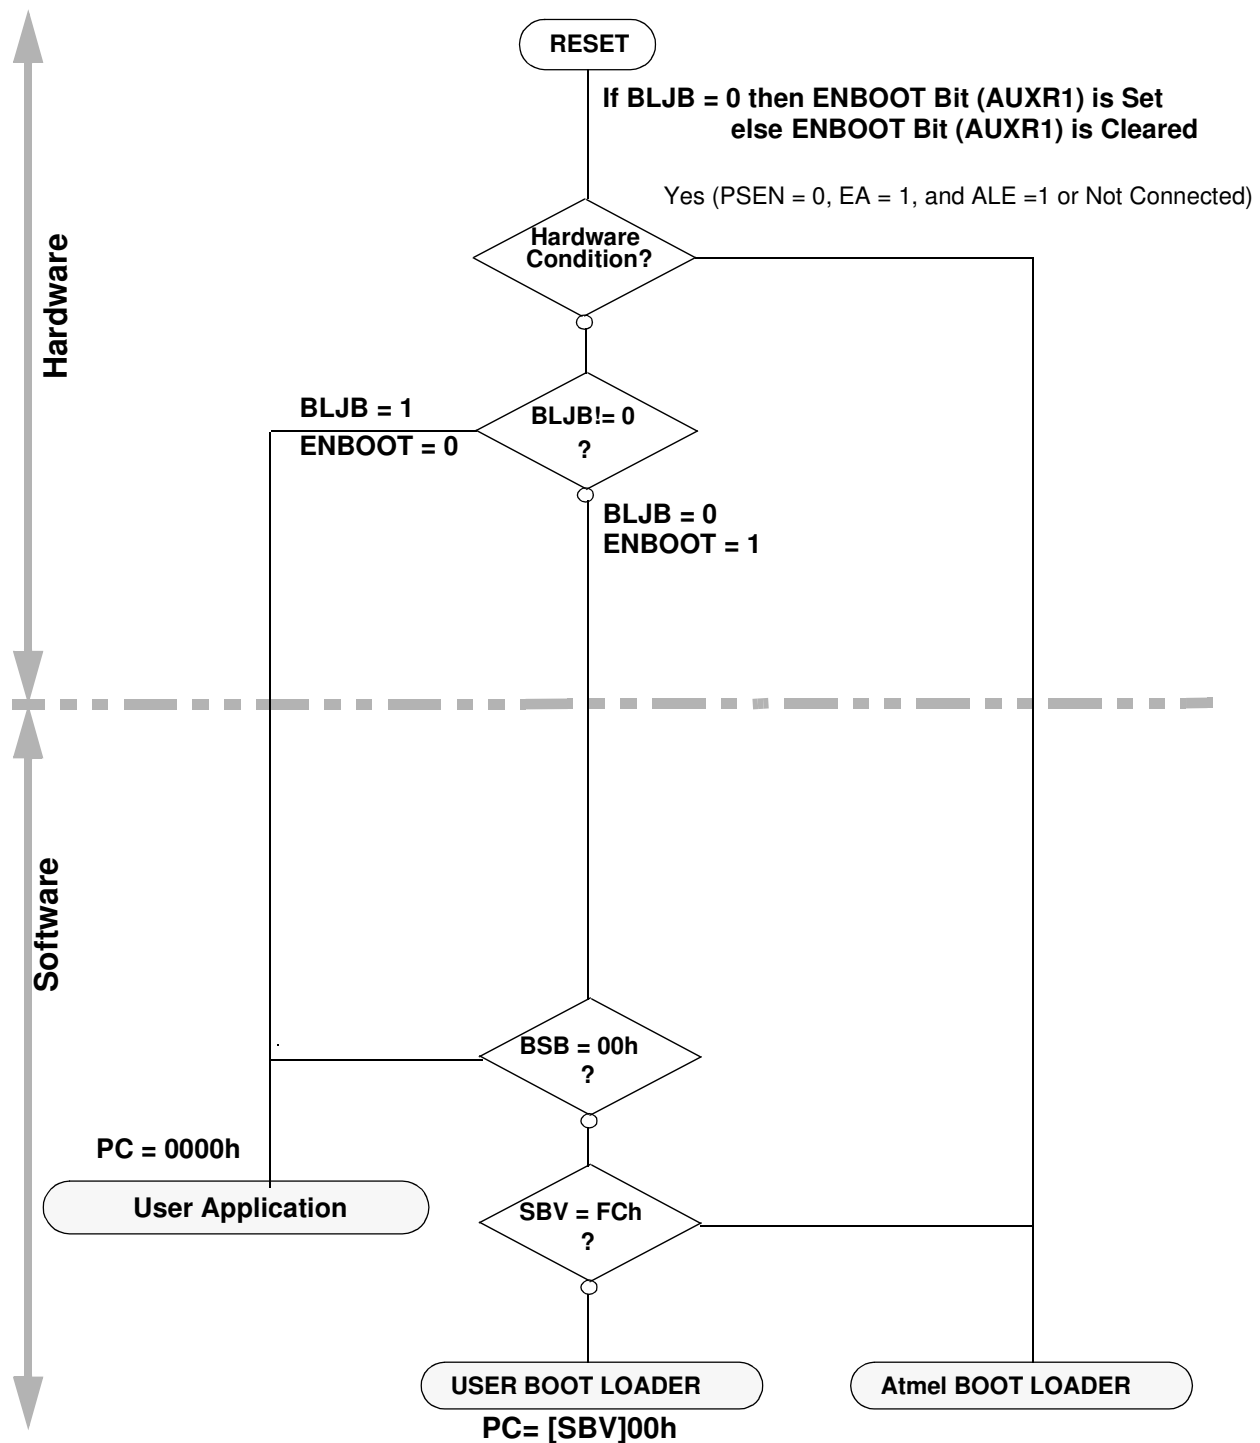 RESET
If BLJB = 0 then ENBOOT Bit (AUXR1) is Set
else ENBOOT Bit (AUXR1) is Cleared
Yes (PSEN = 0, EA = 1, and ALE =1 or Not Connected)
Hardware
Condition?
Hardware
BLJB = 1
ENBOOT = 0
BLJB!= 0
?
BLJB = 0
ENBOOT = 1
Software
BSB = 00h
?
PC = 0000h
User Application
SBV = FCh
?
USER BOOT LOADER
Atmel BOOT LOADER
PC= [SBV]00h